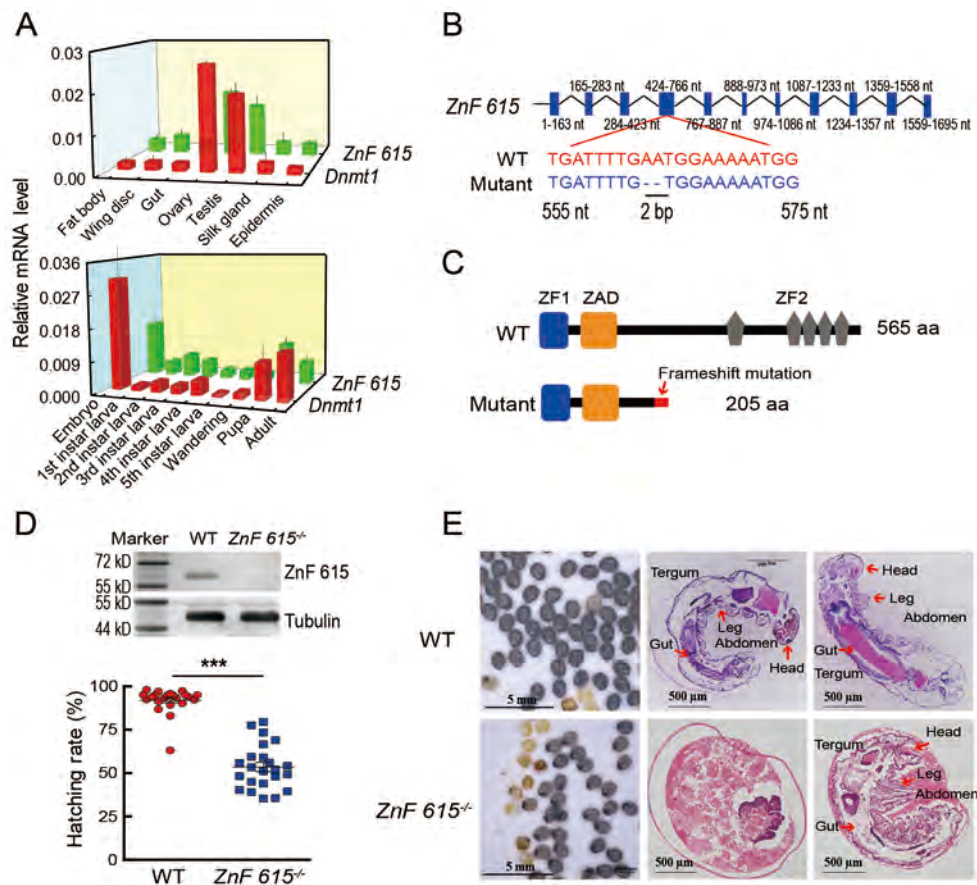 A
Relative mRNA level
0.03
0.02
0.01
0.00
Fat body
Wing disc
Gut
Ovary
Testis
Silk gland
Epidermis
ZnF 615
Dnmt1
0.036
0.027
0.018
0.009
0.000
Embryo
1st instar larva
2nd instar larva
3rd instar larva
4th instar larva
5th instar larva
Wandering
Pupa
Adult
ZnF 615
Dnmt1
B
165-283 nt 424-766 nt 888-973 nt 1087-1233 nt 1359-1558 nt
ZnF 615
1-163 nt 284-423 nt 767-887 nt 974-1086 nt 1234-1357 nt 1559-1695 nt
WT TGATTTTGAATGGAAAAATGG
Mutant TGATTTTG--TGGAAAAATGG
555 nt 2 bp 575 nt
C
ZF1 ZAD ZF2
WT 565 aa
Frameshift mutation
Mutant 205 aa
D
Marker WT ZnF 615-/-
72 kD
55 kD
ZnF 615
55 kD
44 kD
Tubulin
***
Hatching rate (%)
100
50
0
WT ZnF 615-/-
E
WT
5 mm
Tergum
Leg
Abdomen
Gut
Head
500 µm
Head
Leg
Abdomen
Gut
Tergum
500 µm
ZnF 615-/-
5 mm
500 µm
Tergum
Head
Leg
Abdomen
Gut
500 µm